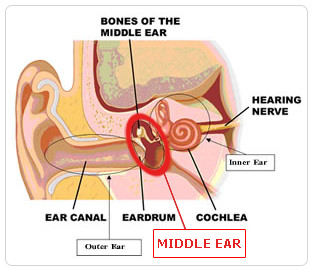 BONES OF THE
MIDDLE EAR
HEARING
NERVE
Inner Ear
EAR CANAL
EARDRUM
COCHLEA
Outer Ear
MIDDLE EAR